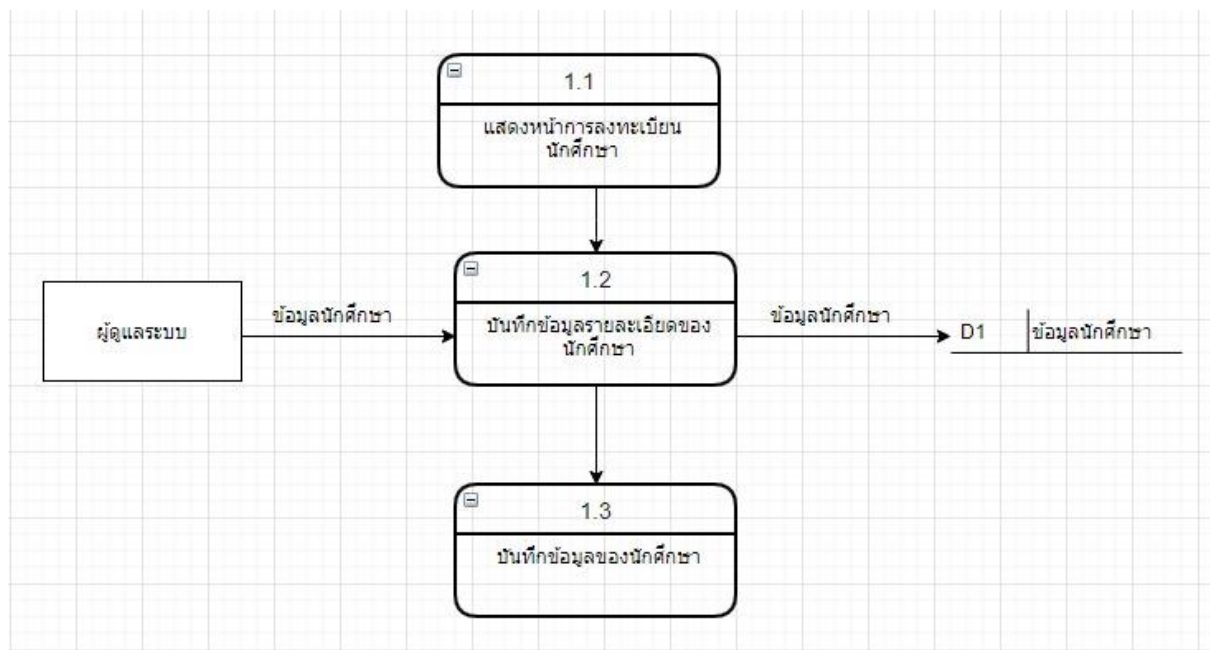 1.1
แสดงหน้าการลงทะเบียน
นักศึกษา
1.2
บันทึกข้อมูลรายละเอียดของ
นักศึกษา
ผู้ดูแลระบบ
ข้อมูลนักศึกษา
ข้อมูลนักศึกษา
D1
ข้อมูลนักศึกษา
1.3
บันทึกข้อมูลของนักศึกษา